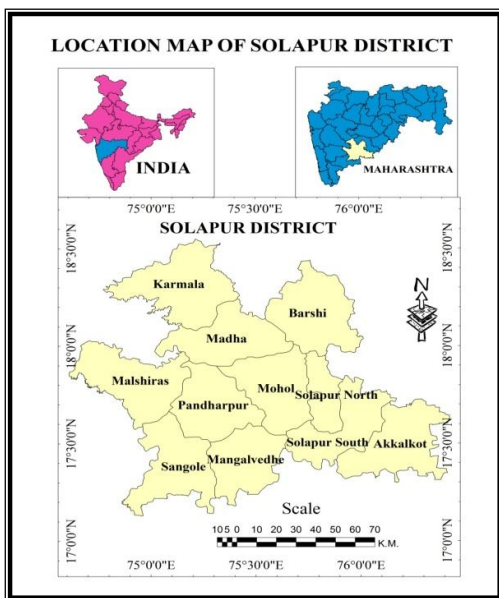 LOCATION MAP OF SOLAPUR DISTRICT
INDIA
MAHARASHTRA
75°0'0"E 75°30'0"E 76°0'0"E
SOLAPUR DISTRICT
18°30'0"N
18°30'0"N
Karmala
N
Barshi
Madha
18°0'0"N
18°0'0"N
Malshiras
Mohol
Solapur North
Pandharpur
17°30'0"N
17°30'0"N
Solapur South
Akkalkot
Sangole
Mangalvedhe
Scale
10 5 0 10 20 30 40 50 60 70
K.M.
17°0'0"N
17°0'0"N
75°0'0"E 75°30'0"E 76°0'0"E